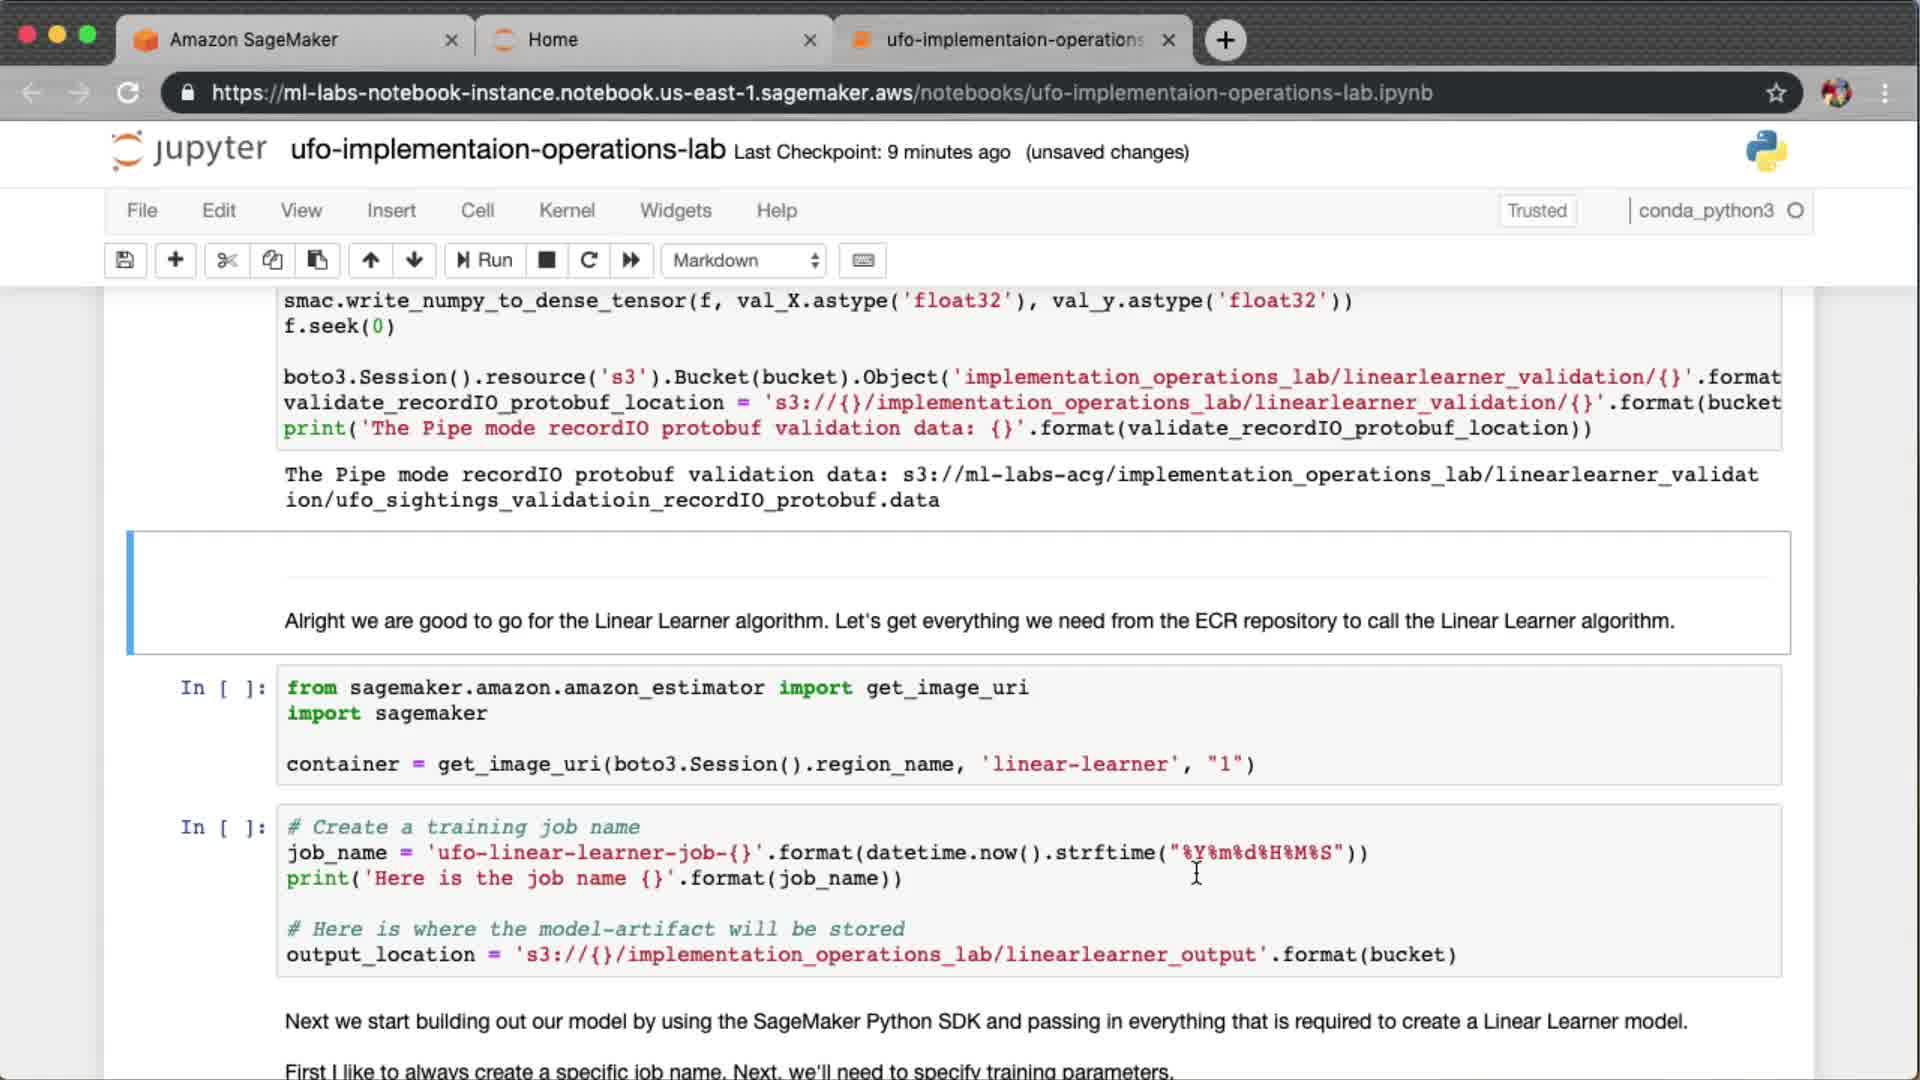 Amazon SageMaker
Home
ufo-implementaion-operations
https://ml-labs-notebook-instance.notebook.us-east-1.sagemaker.aws/notebooks/ufo-implementaion-operations-lab.ipynb
jupyter ufo-implementaion-operations-lab Last Checkpoint: 9 minutes ago (unsaved changes)
File Edit View Insert Cell Kernel Widgets Help Trusted conda_python3
Run Markdown
smac.write_numpy_to_dense_tensor(f, val_X.astype('float32'), val_y.astype('float32'))
f.seek(0)
boto3.Session().resource('s3').Bucket(bucket).Object('implementation_operations_lab/linearlearner_validation/{}'.format
validate_recordIO_protobuf_location = 's3://{}/implementation_operations_lab/linearlearner_validation/{}'.format(bucket
print('The Pipe mode recordIO protobuf validation data: {}'.format(validate_recordIO_protobuf_location))
The Pipe mode recordIO protobuf validation data: s3://ml-labs-acg/implementation_operations_lab/linearlearner_validat
ion/ufo_sightings_validatioin_recordIO_protobuf.data
Alright we are good to go for the Linear Learner algorithm. Let's get everything we need from the ECR repository to call the Linear Learner algorithm.
In [ ]: from sagemaker.amazon.amazon_estimator import get_image_uri
import sagemaker
container = get_image_uri(boto3.Session().region_name, 'linear-learner', "1")
In [ ]: # Create a training job name
job_name = 'ufo-linear-learner-job-{}'.format(datetime.now().strftime("%Y%m%d%H%M%S"))
print('Here is the job name {}'.format(job_name))
# Here is where the model-artifact will be stored
output_location = 's3://{}/implementation_operations_lab/linearlearner_output'.format(bucket)
Next we start building out our model by using the SageMaker Python SDK and passing in everything that is required to create a Linear Learner model.
First I like to always create a specific job name. Next, we'll need to specify training parameters.